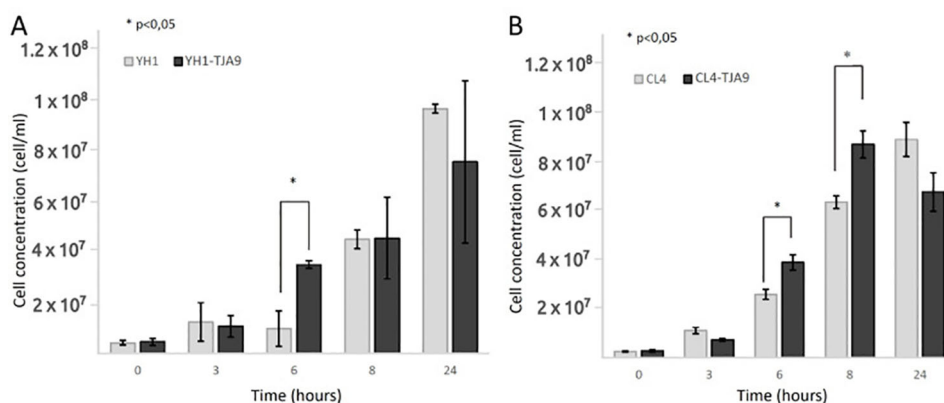 A
* p<0,05
YH1 YH1-TJA9
Cell concentration (cell/ml)
1.2 x 10⁸
1 x 10⁸
8 x 10⁷
6 x 10⁷
4 x 10⁷
2 x 10⁷
*
0 3 6 8 24
Time (hours)
B
* p<0,05
CL4 CL4-TJA9
Cell concentration (cell/ml)
1.2 x 10⁸
1 x 10⁸
8 x 10⁷
6 x 10⁷
4 x 10⁷
2 x 10⁷
*
*
0 3 6 8 24
Time (hours)